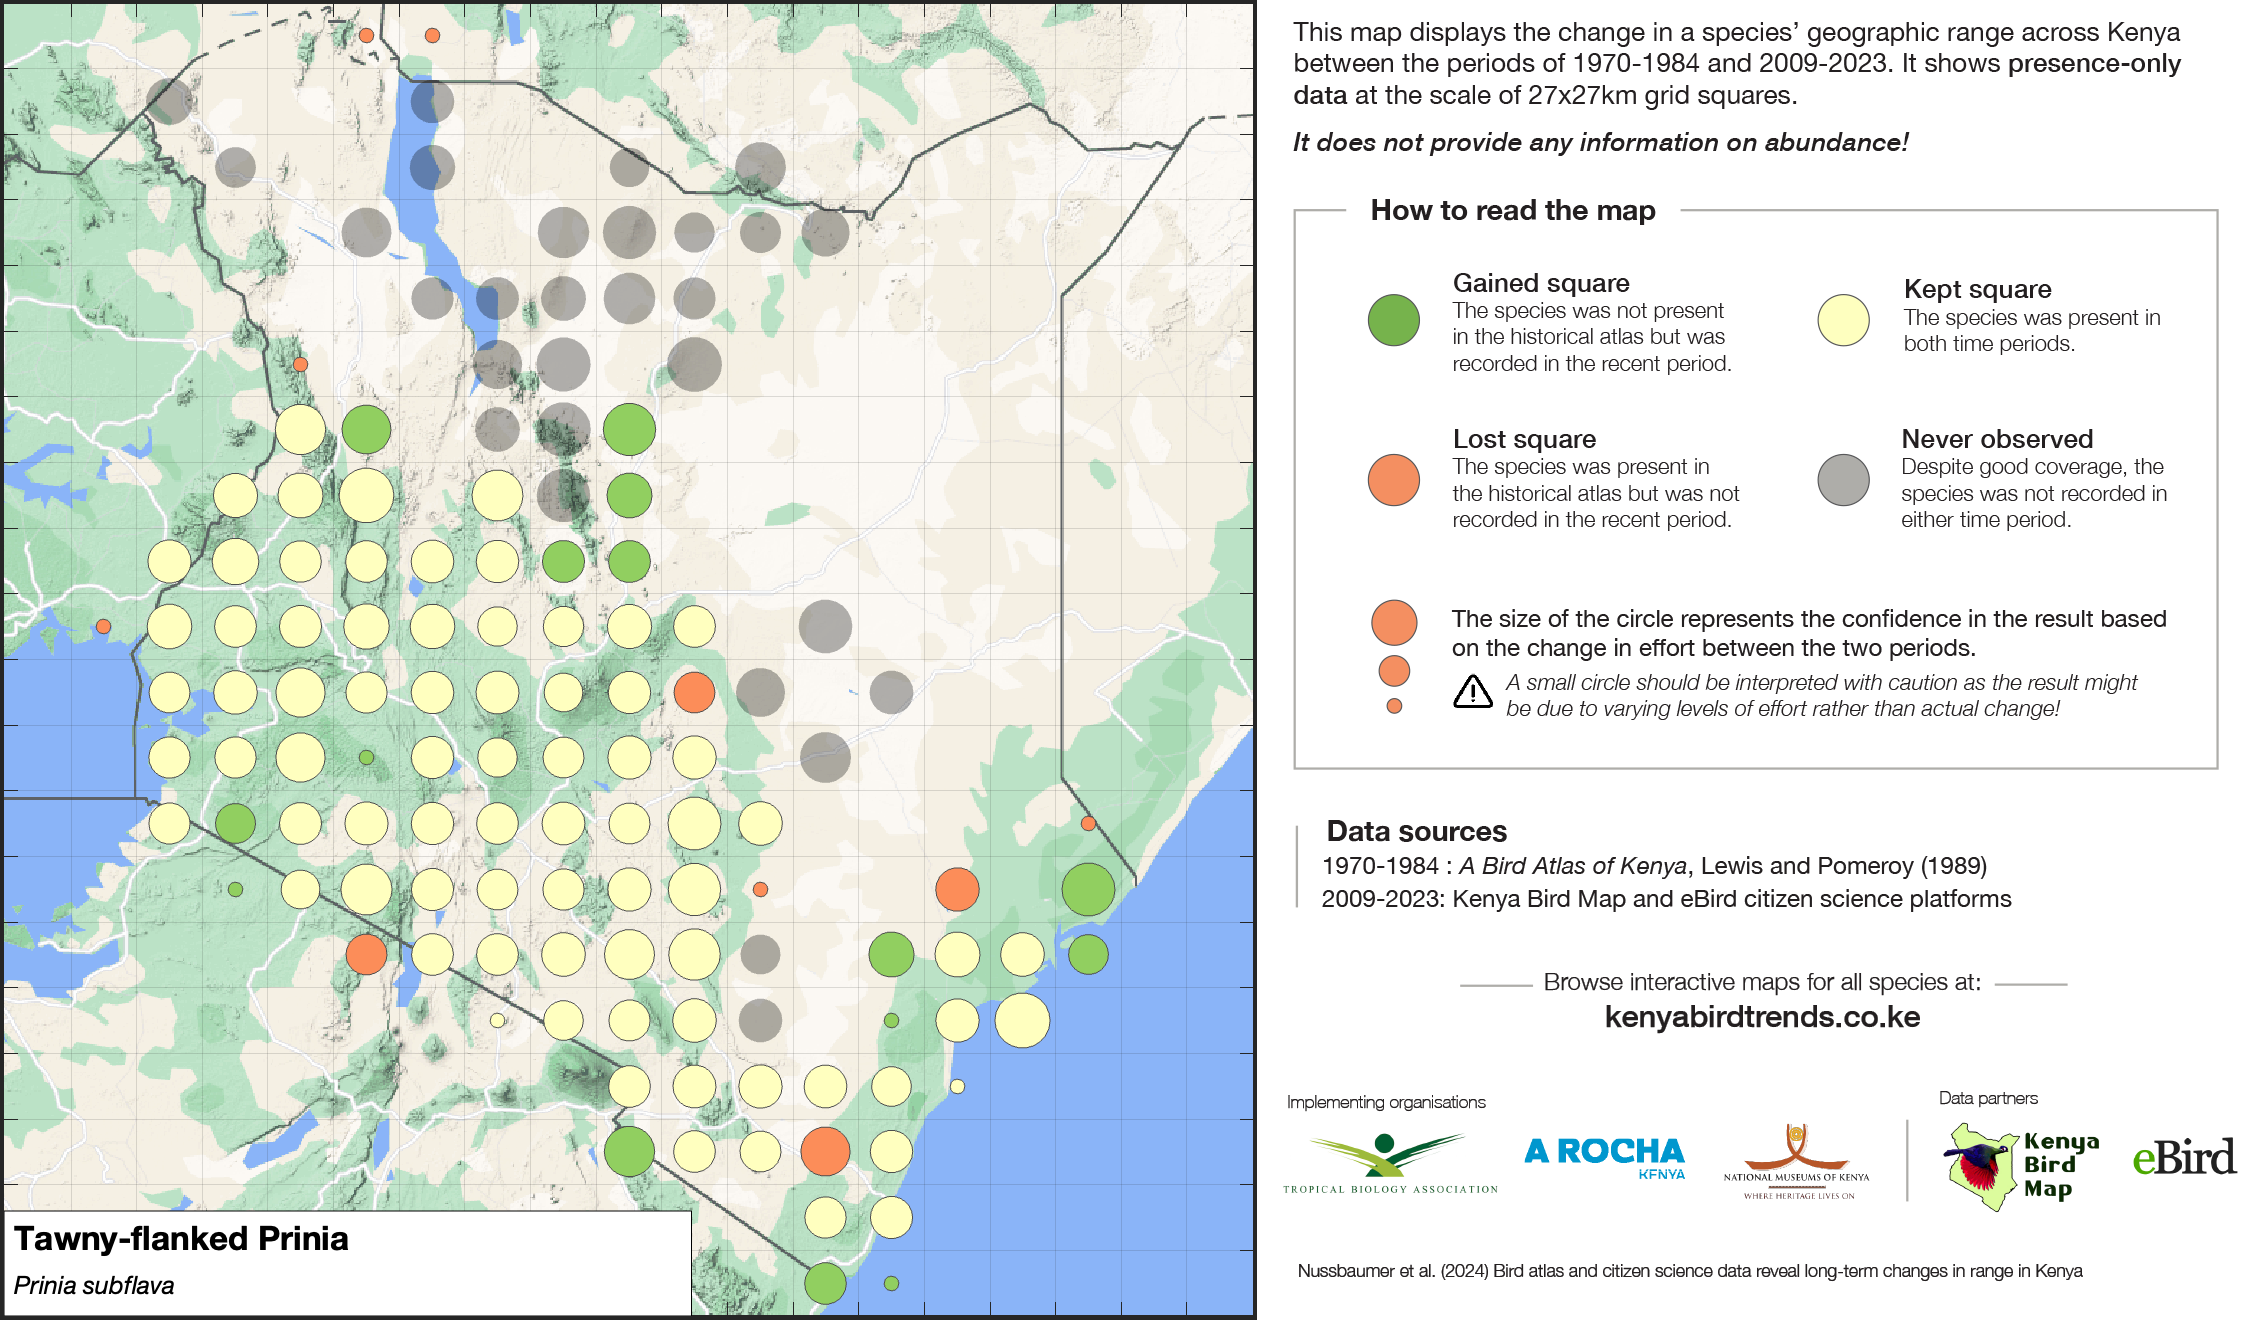 This map displays the change in a species’ geographic range across Kenya
between the periods of 1970-1984 and 2009-2023. It shows presence-only
data at the scale of 27x27km grid squares.
It does not provide any information on abundance!
How to read the map
Gained square
The species was not present
in the historical atlas but was
recorded in the recent period.
Kept square
The species was present in
both time periods.
Lost square
The species was present in
the historical atlas but was not
recorded in the recent period.
Never observed
Despite good coverage, the
species was not recorded in
either time period.
The size of the circle represents the confidence in the result based
on the change in effort between the two periods.
A small circle should be interpreted with caution as the result might
be due to varying levels of effort rather than actual change!
Data sources
1970-1984 : A Bird Atlas of Kenya, Lewis and Pomeroy (1989)
2009-2023: Kenya Bird Map and eBird citizen science platforms
Browse interactive maps for all species at:
kenyabirdtrends.co.ke
Implementing organisations
Data partners
TROPICAL BIOLOGY ASSOCIATION
A ROCHA
KENYA
NATIONAL MUSEUMS OF KENYA
WHERE HERITAGE LIVES ON
Kenya
Bird
Map
eBird
Nussbaumer et al. (2024) Bird atlas and citizen science data reveal long-term changes in range in Kenya
Tawny-flanked Prinia
Prinia subflava